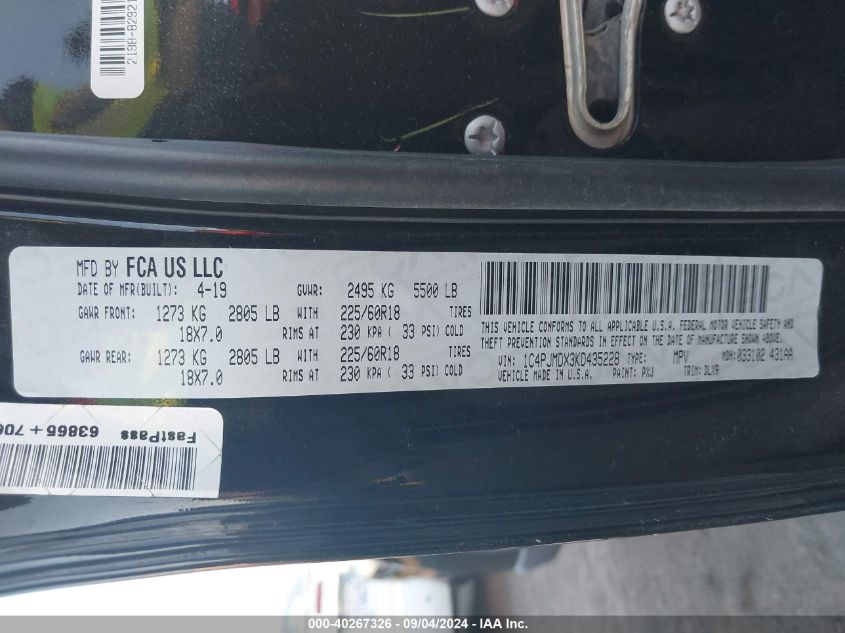 2198-8292
MFD BY FCA US LLC
DATE OF MFR(BUILT): 4-19 GVWR: 2495 KG 5500 LB
GAWR FRONT: 1273 KG 2805 LB WITH 225/60R18 TIRES
18X7.0 RIMS AT 230 KPA ( 33 PSI) COLD
GAWR REAR: 1273 KG 2805 LB WITH 225/60R18 TIRES
18X7.0 RIMS AT 230 KPA ( 33 PSI) COLD
THIS VEHICLE CONFORMS TO ALL APPLICABLE U.S.A. FEDERAL MOTOR VEHICLE SAFETY AND
THEFT PREVENTION STANDARDS IN EFFECT ON THE DATE OF MANUFACTURE SHOWN ABOVE.
VIN: 1C4PJMDX3KD435228 TYPE: MPV MDH: 033102 431AA
VEHICLE MADE IN U.S.A. PAINT: PXJ TRIM: DLX9
FastPass
63865+70
000-40267326 - 09/04/2024 - IAA Inc.